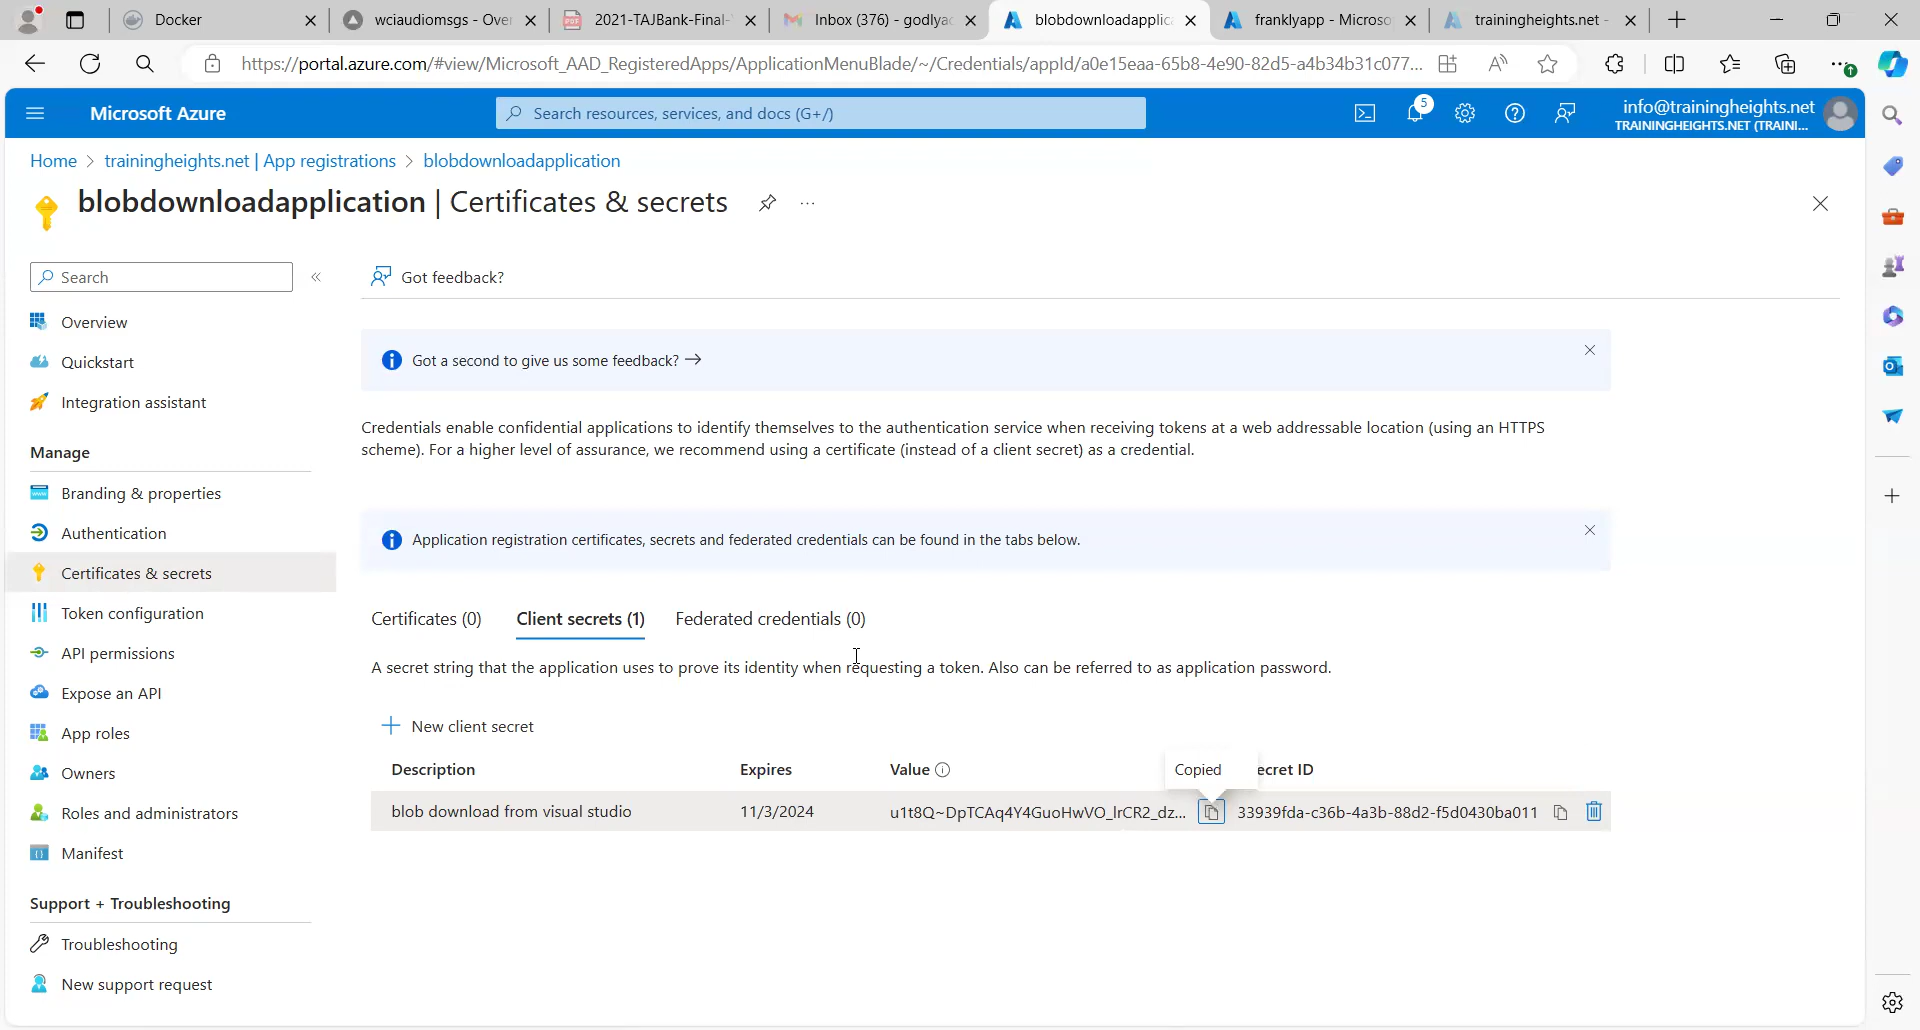 Docker
wciaudiomsgs - Over
2021-TAJBank-Final-
Inbox (376) - godlyac
blobdownloadapplic
franklyapp - Microso
trainingheights.net -
https://portal.azure.com/#view/Microsoft_AAD_RegisteredApps/ApplicationMenuBlade/~/Credentials/appId/a0e15eaa-65b8-4e90-82d5-a4b34b31c077...
Microsoft Azure
Search resources, services, and docs (G+/)
5
info@trainingheights.net
TRAININGHEIGHTS.NET (TRAINI...
Home > trainingheights.net | App registrations > blobdownloadapplication
blobdownloadapplication | Certificates & secrets
Search
Got feedback?
Overview
Quickstart
Integration assistant
Manage
Branding & properties
Authentication
Certificates & secrets
Token configuration
API permissions
Expose an API
App roles
Owners
Roles and administrators
Manifest
Support + Troubleshooting
Troubleshooting
New support request
Got a second to give us some feedback? →
Credentials enable confidential applications to identify themselves to the authentication service when receiving tokens at a web addressable location (using an HTTPS
scheme). For a higher level of assurance, we recommend using a certificate (instead of a client secret) as a credential.
Application registration certificates, secrets and federated credentials can be found in the tabs below.
Certificates (0) Client secrets (1) Federated credentials (0)
A secret string that the application uses to prove its identity when requesting a token. Also can be referred to as application password.
New client secret
Description Expires Value Copied ecret ID
blob download from visual studio 11/3/2024 u1t8Q~DpTCAq4Y4GuoHwVO_lrCR2_dz... 33939fda-c36b-4a3b-88d2-f5d0430ba011